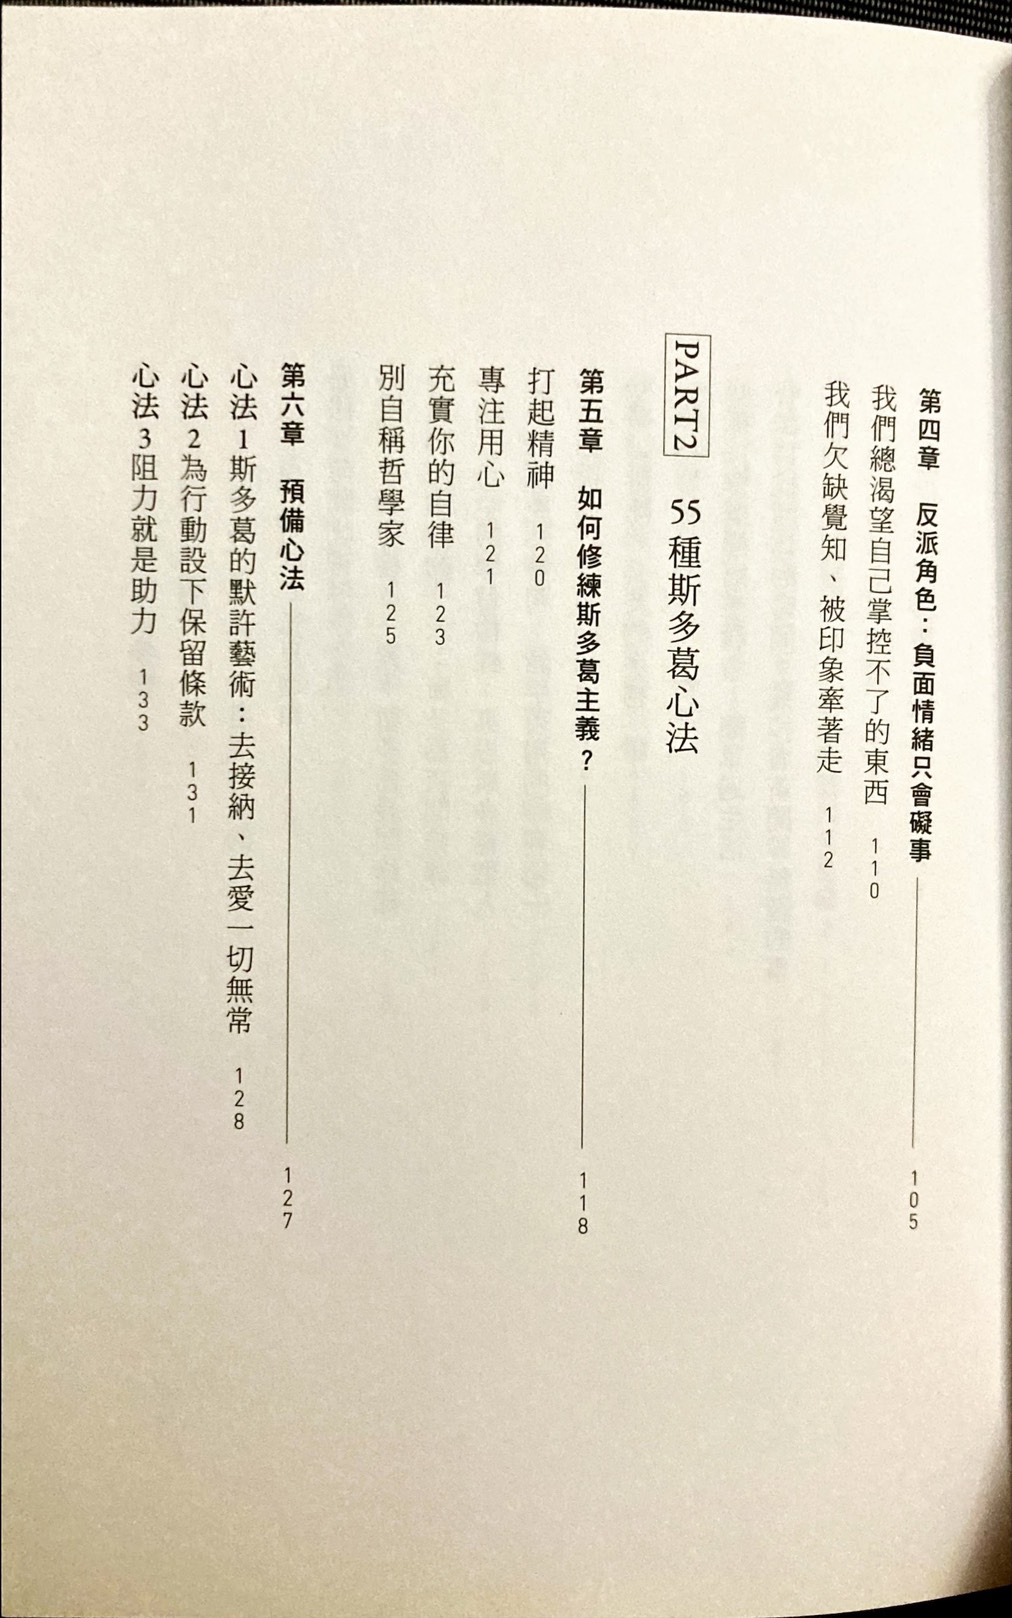 第四章　反派角色：負面情緒只會礙事 105
我們總渴望自己掌控不了的東西 110
我們欠缺覺知、被印象牽著走 112
PART2 55種斯多葛心法
第五章　如何修練斯多葛主義？ 118
打起精神 120
專注用心 121
充實你的自律 123
別自稱哲學家 125
第六章　預備心法 127
心法1斯多葛的默許藝術：去接納、去愛一切無常 128
心法2為行動設下保留條款 131
心法3阻力就是助力 133